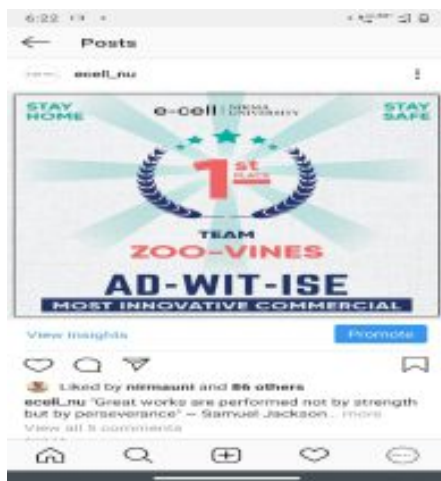 6:22
Posts
ecell_nu
STAY HOME
e-cell NIRMA UNIVERSITY
STAY SAFE
1st
PLACE
TEAM
ZOO-VINES
AD-WIT-ISE
MOST INNOVATIVE COMMERCIAL
View Insights
Promote
Liked by nirmauni and 86 others
ecell_nu "Great works are performed not by strength
but by perseverance" – Samuel Jackson... more
View all 5 comments